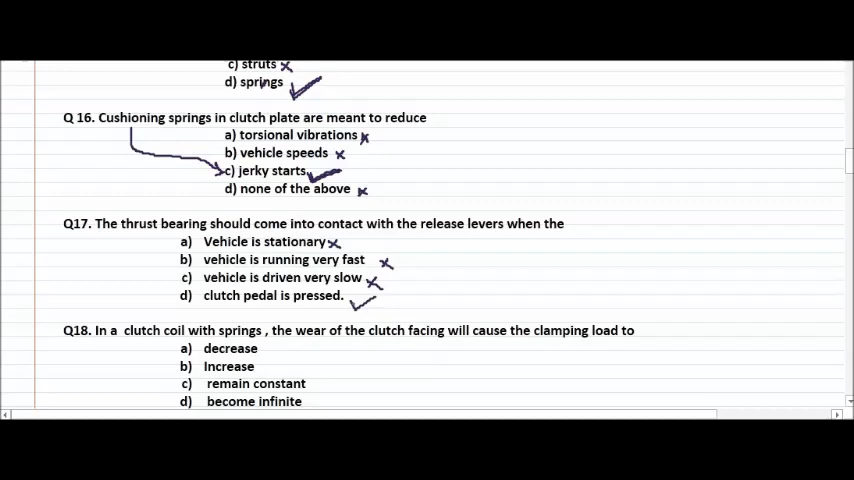 c) struts
d) springs
Q 16. Cushioning springs in clutch plate are meant to reduce
a) torsional vibrations
b) vehicle speeds
c) jerky starts
d) none of the above
Q17. The thrust bearing should come into contact with the release levers when the
a) Vehicle is stationary
b) vehicle is running very fast
c) vehicle is driven very slow
d) clutch pedal is pressed.
Q18. In a clutch coil with springs , the wear of the clutch facing will cause the clamping load to
a) decrease
b) Increase
c) remain constant
d) become infinite